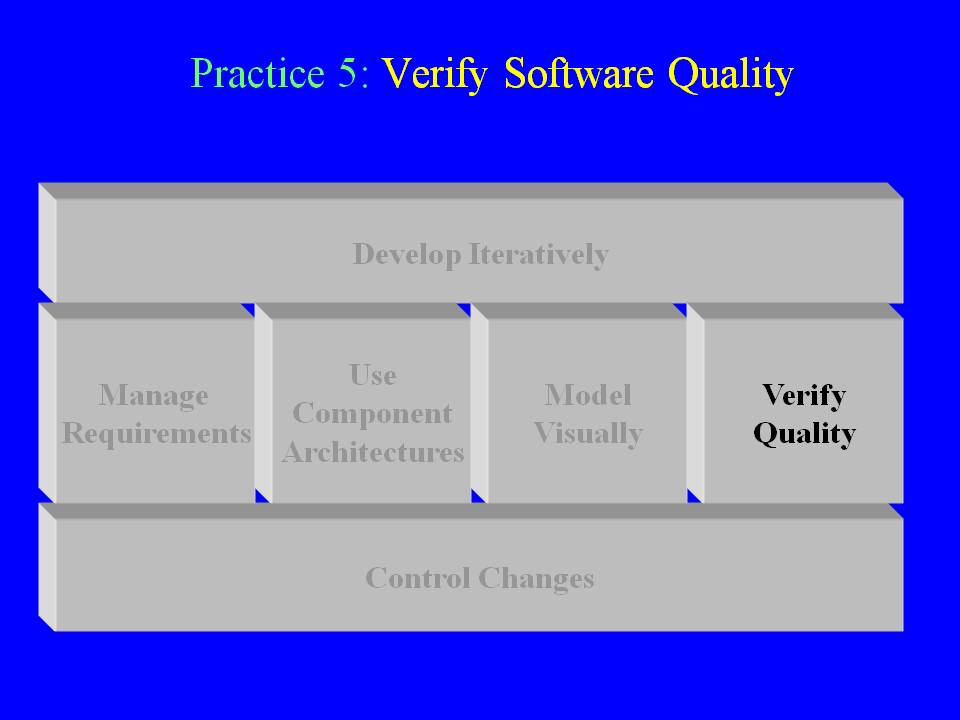 Practice 5: Verify Software Quality
Develop Iteratively
Manage
Requirements
Use
Component
Architectures
Model
Visually
Verify
Quality
Control Changes